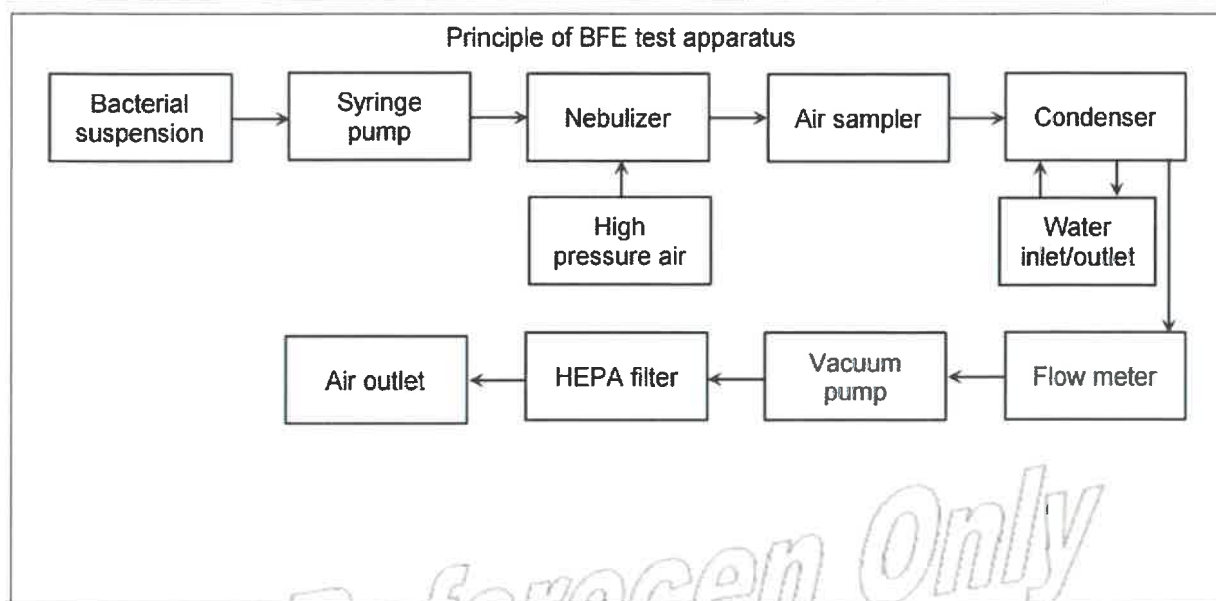 Principle of BFE test apparatus
Bacterial
suspension
Syringe
pump
Nebulizer
Air sampler
Condenser
High
pressure air
Water
inlet/outlet
Air outlet
HEPA filter
Vacuum
pump
Flow meter
Referecen Only